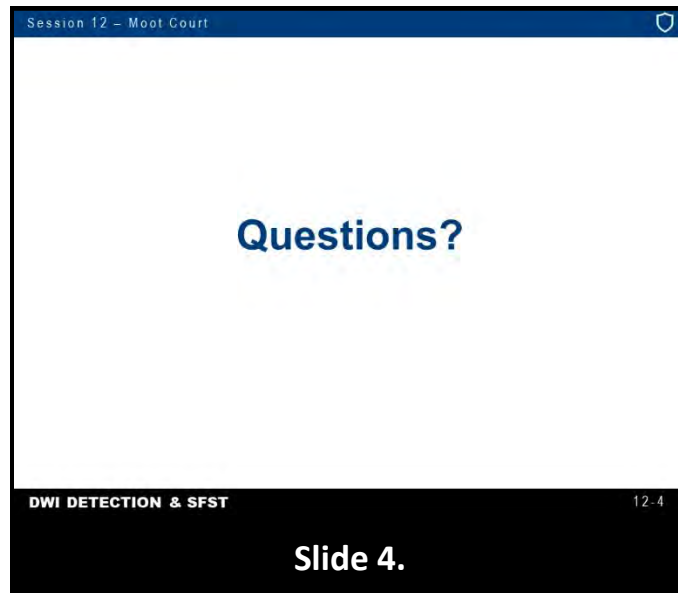 Session 12 – Moot Court
Questions?
DWI DETECTION & SFST
12-4
Slide 4.